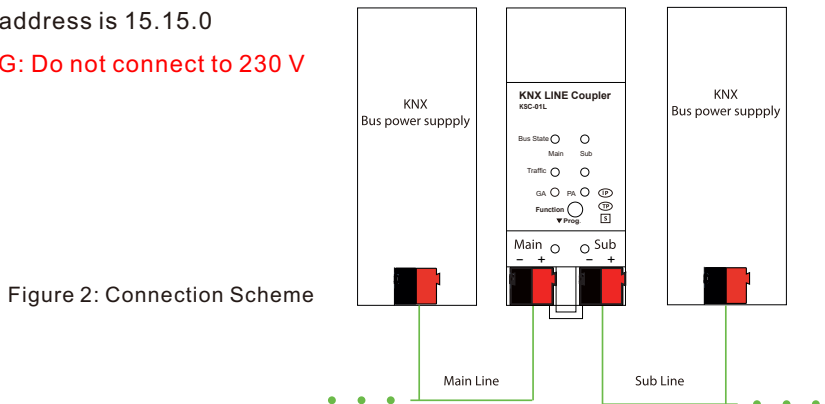 address is 15.15.0
G: Do not connect to 230 V
KNX
Bus power suppply
KNX LINE Coupler
KSC-01L
Bus State
Main Sub
Traffic
GA PA IP
TP
Function S
▼Prog.
Main Sub
– + – +
KNX
Bus power suppply
Figure 2: Connection Scheme
Main Line Sub Line